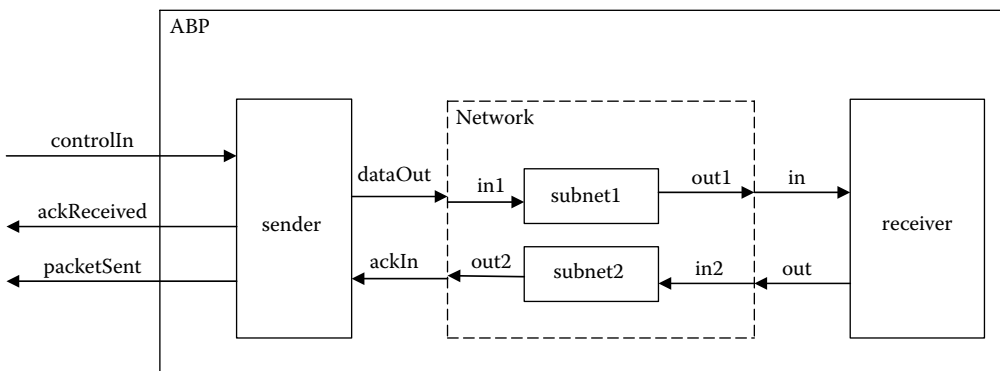 ABP
Network
controlIn
dataOut
in1
subnet1
out1
in
ackReceived
sender
receiver
packetSent
ackIn
out2
subnet2
in2
out